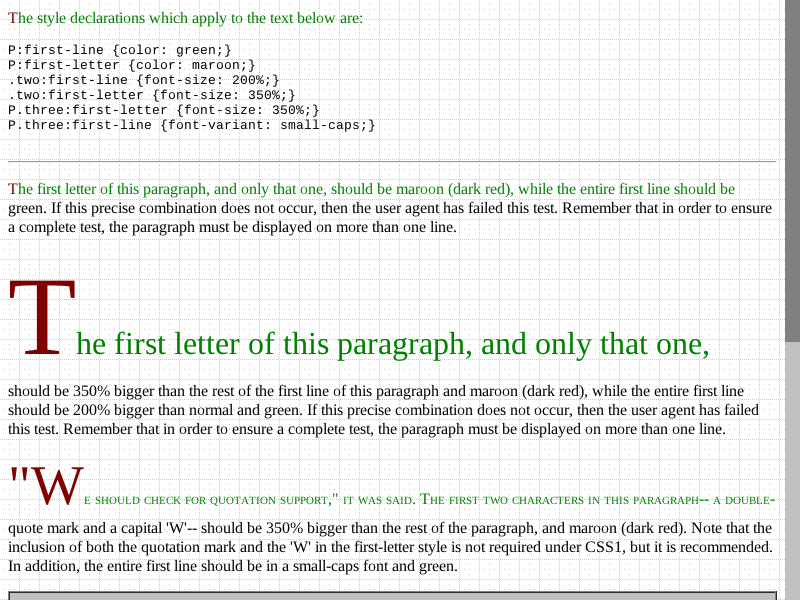 The style declarations which apply to the text below are:
P:first-line {color: green;}
P:first-letter {color: maroon;}
.two:first-line {font-size: 200%;}
.two:first-letter {font-size: 350%;}
P.three:first-letter {font-size: 350%;}
P.three:first-line {font-variant: small-caps;}
The first letter of this paragraph, and only that one, should be maroon (dark red), while the entire first line should be
green. If this precise combination does not occur, then the user agent has failed this test. Remember that in order to ensure
a complete test, the paragraph must be displayed on more than one line.
The first letter of this paragraph, and only that one,
should be 350% bigger than the rest of the first line of this paragraph and maroon (dark red), while the entire first line
should be 200% bigger than normal and green. If this precise combination does not occur, then the user agent has failed
this test. Remember that in order to ensure a complete test, the paragraph must be displayed on more than one line.
"We should check for quotation support," it was said. The first two characters in this paragraph-- a double-
quote mark and a capital 'W'-- should be 350% bigger than the rest of the paragraph, and maroon (dark red). Note that the
inclusion of both the quotation mark and the 'W' in the first-letter style is not required under CSS1, but it is recommended.
In addition, the entire first line should be in a small-caps font and green.